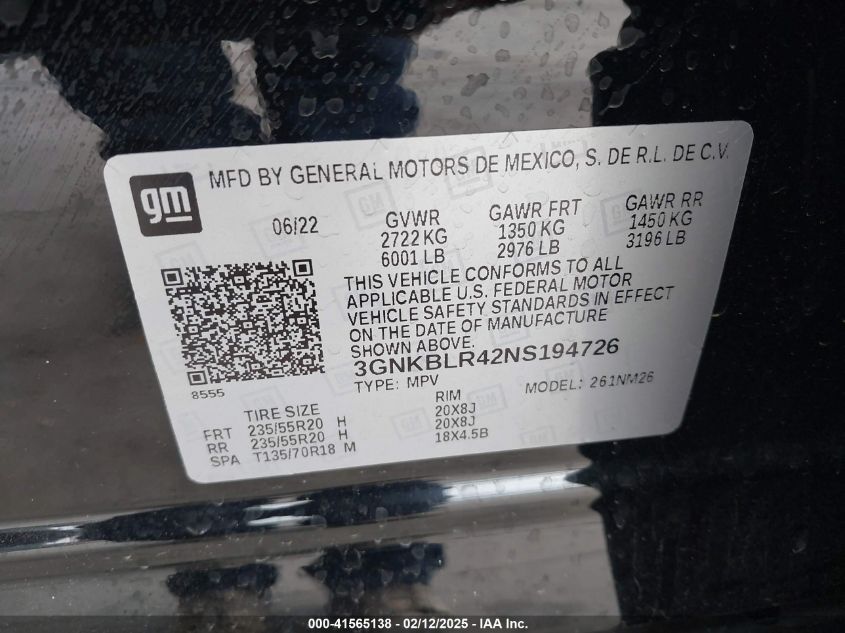 gm
MFD BY GENERAL MOTORS DE MEXICO, S. DE R.L. DE C.V.
06/22 GVWR GAWR FRT GAWR RR
2722 KG 1350 KG 1450 KG
6001 LB 2976 LB 3196 LB
THIS VEHICLE CONFORMS TO ALL
APPLICABLE U.S. FEDERAL MOTOR
VEHICLE SAFETY STANDARDS IN EFFECT
ON THE DATE OF MANUFACTURE
SHOWN ABOVE.
3GNKBLR42NS194726
8555
TYPE: MPV MODEL: 261NM26
TIRE SIZE RIM
FRT 235/55R20 H 20X8J
RR 235/55R20 H 20X8J
SPA T135/70R18 M 18X4.5B
000-41565138 - 02/12/2025 - IAA Inc.